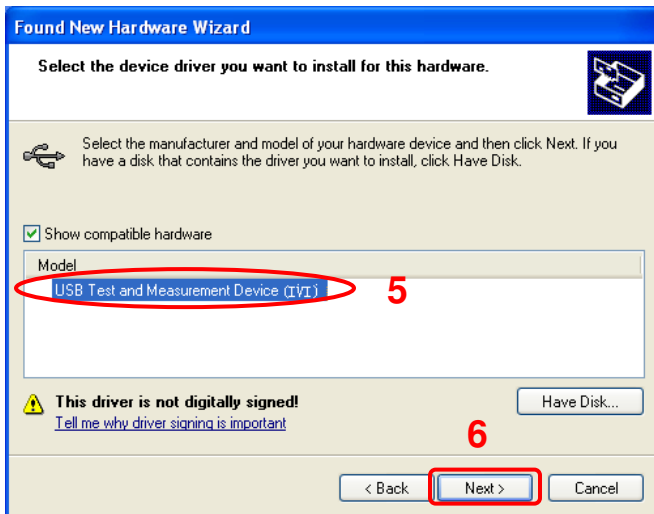 Found New Hardware Wizard
Select the device driver you want to install for this hardware.
Select the manufacturer and model of your hardware device and then click Next. If you
have a disk that contains the driver you want to install, click Have Disk.
Show compatible hardware
Model
USB Test and Measurement Device (IVI)
5
This driver is not digitally signed!
Have Disk...
Tell me why driver signing is important
6
< Back
Next >
Cancel